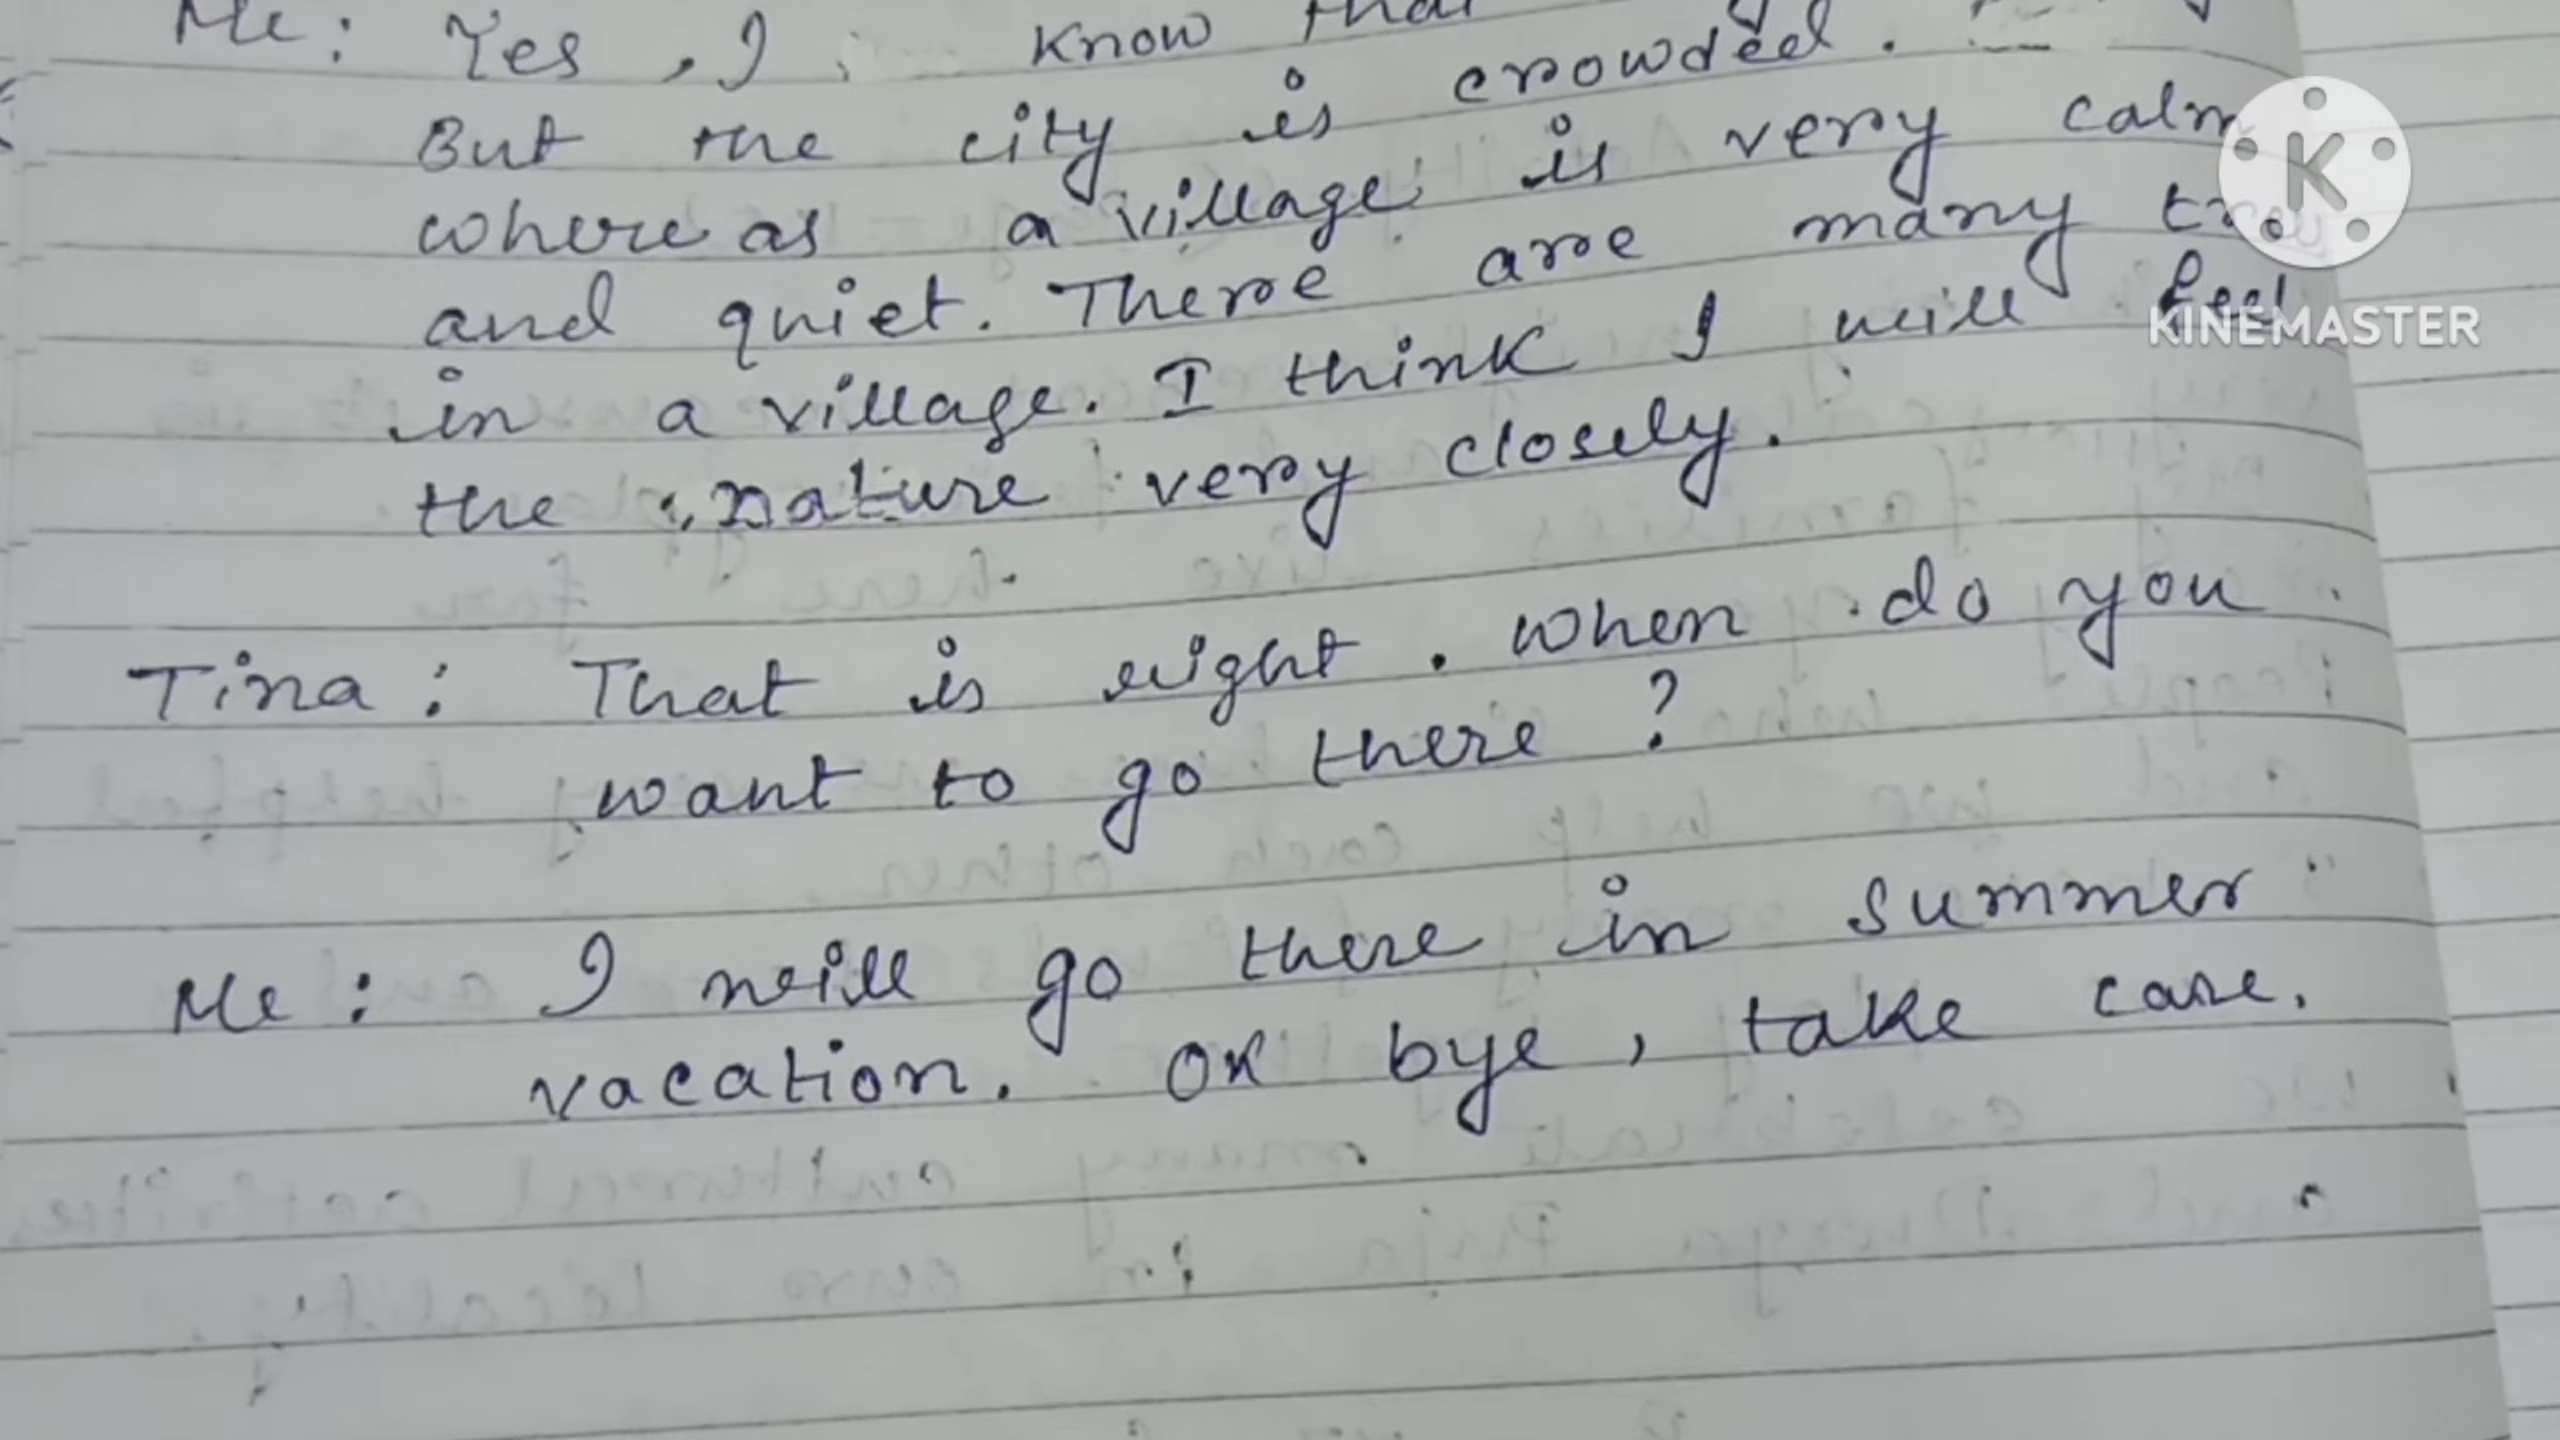 Me: Yes, I know that
But the city is crowded.
where as a village is very calm
and quiet. There are many
in a village. I think I will feel
the nature very closely.
Tina: That is right. When do you
want to go there?
Me: I will go there in summer
vacation. OK bye, take care.
KINEMASTER